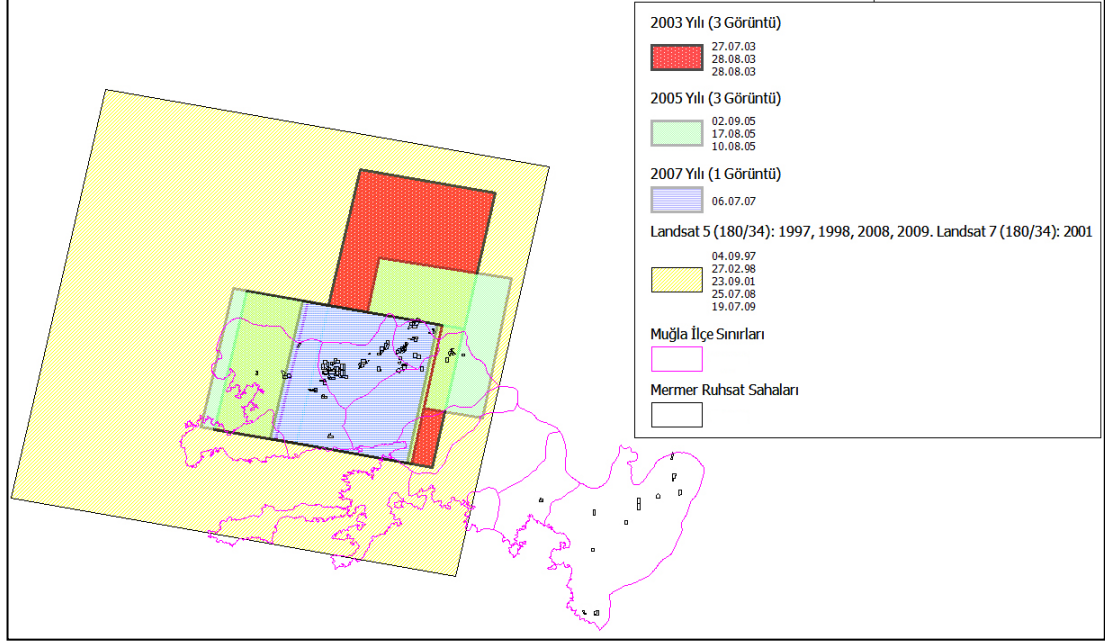 2003 Yılı (3 Görüntü)
27.07.03
28.08.03
28.08.03
2005 Yılı (3 Görüntü)
02.09.05
17.08.05
10.08.05
2007 Yılı (1 Görüntü)
06.07.07
Landsat 5 (180/34): 1997, 1998, 2008, 2009. Landsat 7 (180/34): 2001
04.09.97
27.02.98
23.09.01
25.07.08
19.07.09
Muğla İlçe Sınırları
Mermer Ruhsat Sahaları